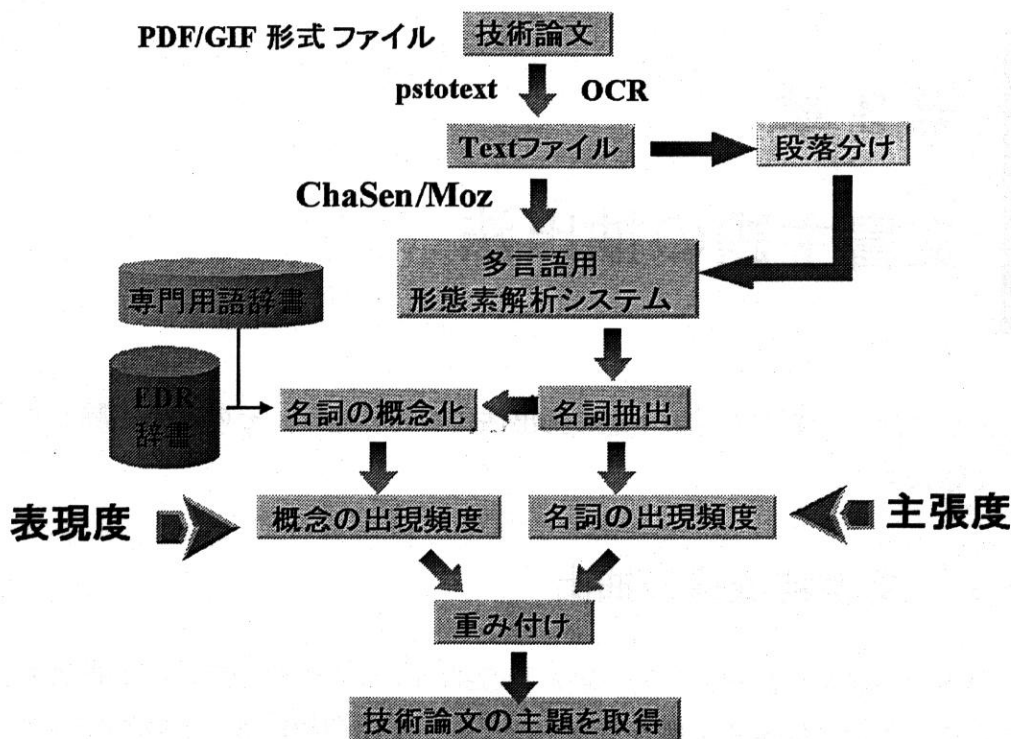 PDF/GIF 形式 ファイル
技術論文
pstotext
OCR
Textファイル
段落分け
ChaSen/Moz
多言語用
形態素解析システム
専門用語辞書
EDR
辞書
名詞の概念化
名詞抽出
表現度
概念の出現頻度
名詞の出現頻度
主張度
重み付け
技術論文の主題を取得